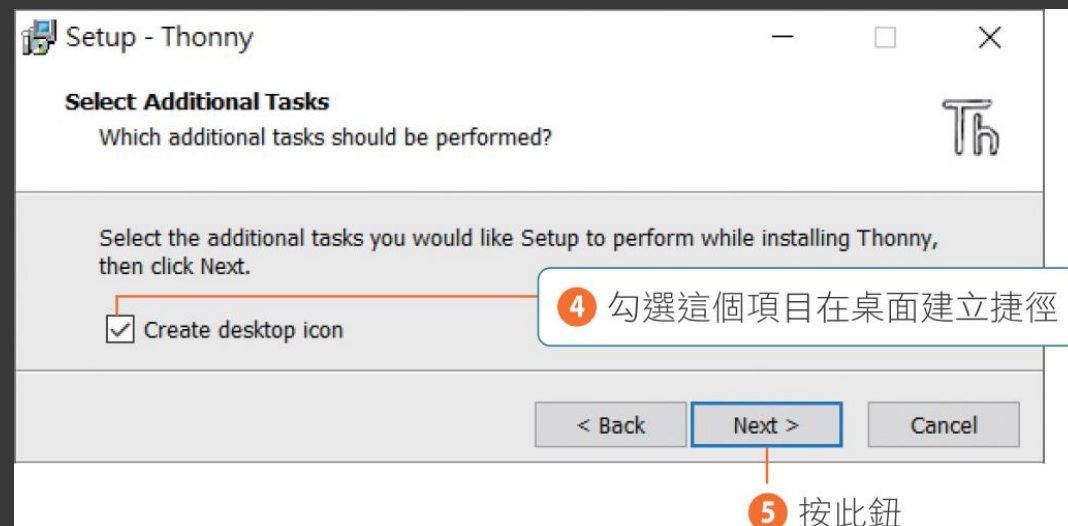 Setup - Thonny
Select Additional Tasks
Which additional tasks should be performed?
Th
Select the additional tasks you would like Setup to perform while installing Thonny,
then click Next.
4 勾選這個項目在桌面建立捷徑
Create desktop icon
< Back Next > Cancel
5 按此鈕